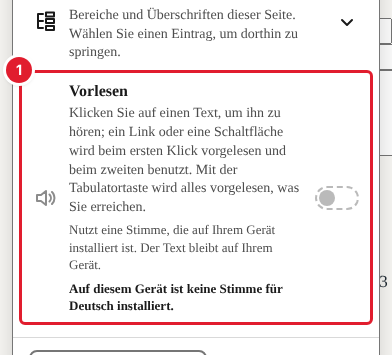 Bereiche und Überschriften dieser Seite.
Wählen Sie einen Eintrag, um dorthin zu
springen.
1
Vorlesen
Klicken Sie auf einen Text, um ihn zu
hören; ein Link oder eine Schaltfläche
wird beim ersten Klick vorgelesen und
beim zweiten benutzt. Mit der
Tabulatortaste wird alles vorgelesen, was
Sie erreichen.
Nutzt eine Stimme, die auf Ihrem Gerät
installiert ist. Der Text bleibt auf Ihrem
Gerät.
Auf diesem Gerät ist keine Stimme für
Deutsch installiert.
3